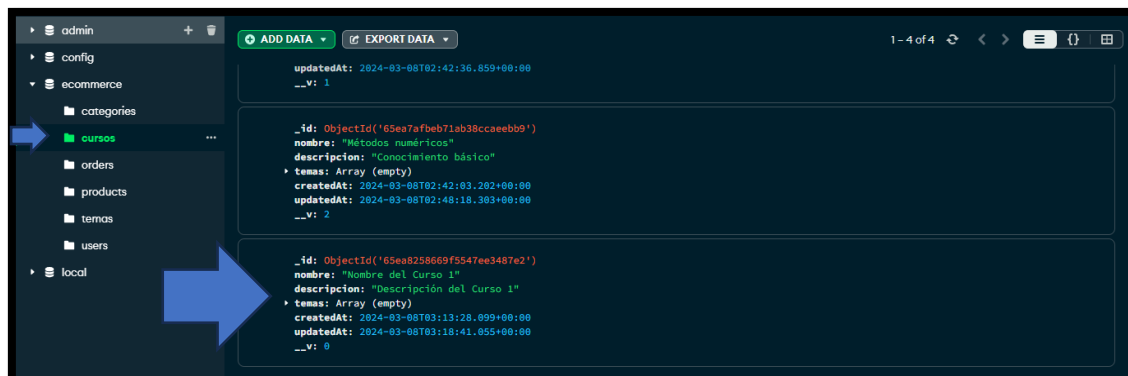 admin
config
ecommerce
categories
cursos
orders
products
temas
users
local
ADD DATA
EXPORT DATA
1 – 4 of 4
{}
updatedAt: 2024-03-08T02:42:36.859+00:00
__v: 1
_id: ObjectId('65ea7afbeb71ab38ccaeebb9')
nombre: "Métodos numéricos"
descripcion: "Conocimiento básico"
temas: Array (empty)
createdAt: 2024-03-08T02:42:03.202+00:00
updatedAt: 2024-03-08T02:48:18.303+00:00
__v: 2
_id: ObjectId('65ea8258669f5547ee3487e2')
nombre: "Nombre del Curso 1"
descripcion: "Descripción del Curso 1"
temas: Array (empty)
createdAt: 2024-03-08T03:13:28.099+00:00
updatedAt: 2024-03-08T03:18:41.055+00:00
__v: 0